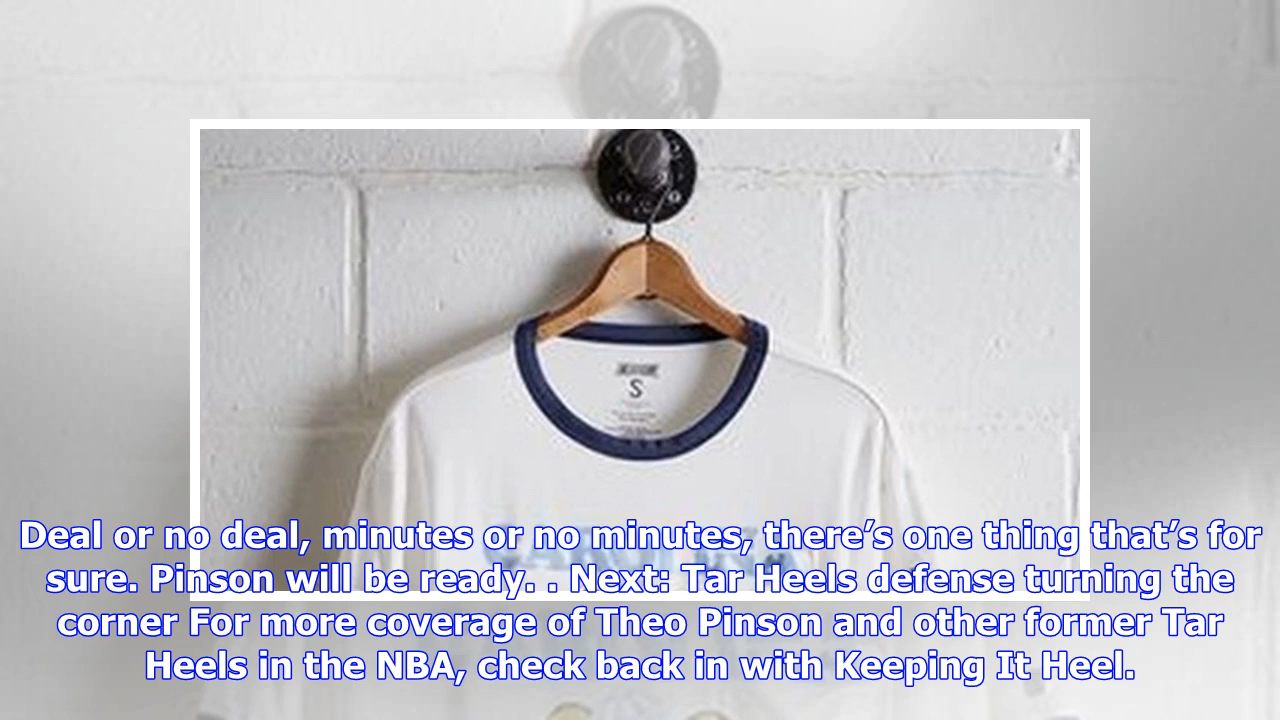 S
Deal or no deal, minutes or no minutes, there’s one thing that’s for
sure. Pinson will be ready. . Next: Tar Heels defense turning the
corner For more coverage of Theo Pinson and other former Tar
Heels in the NBA, check back in with Keeping It Heel.